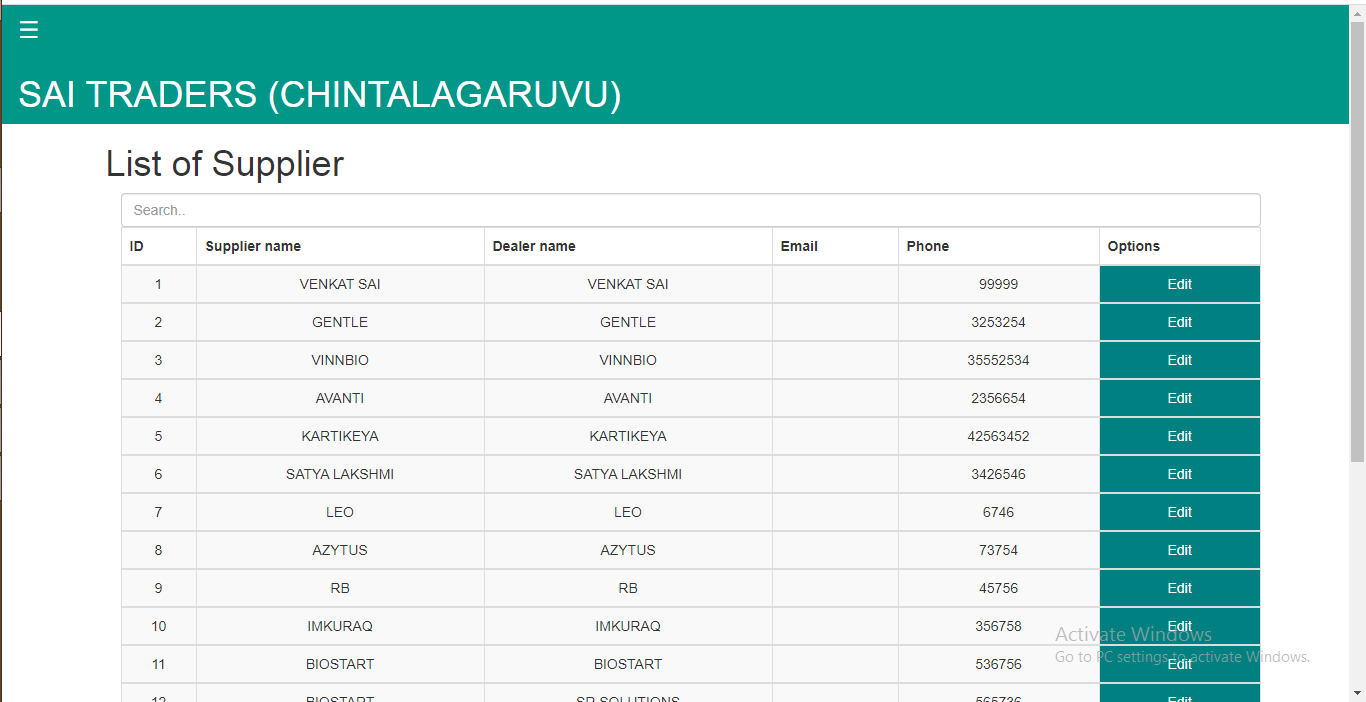 ☰
SAI TRADERS (CHINTALAGARUVU)
List of Supplier
Search..
ID Supplier name Dealer name Email Phone Options
1 VENKAT SAI VENKAT SAI 99999 Edit
2 GENTLE GENTLE 3253254 Edit
3 VINNBIO VINNBIO 35552534 Edit
4 AVANTI AVANTI 2356654 Edit
5 KARTIKEYA KARTIKEYA 42563452 Edit
6 SATYA LAKSHMI SATYA LAKSHMI 3426546 Edit
7 LEO LEO 6746 Edit
8 AZYTUS AZYTUS 73754 Edit
9 RB RB 45756 Edit
10 IMKURAQ IMKURAQ 356758 Edit
11 BIOSTART BIOSTART 536756 Edit
12 BIOSTART SR SOLUTIONS 565736 Edit
Activate Windows
Go to PC settings to activate Windows.